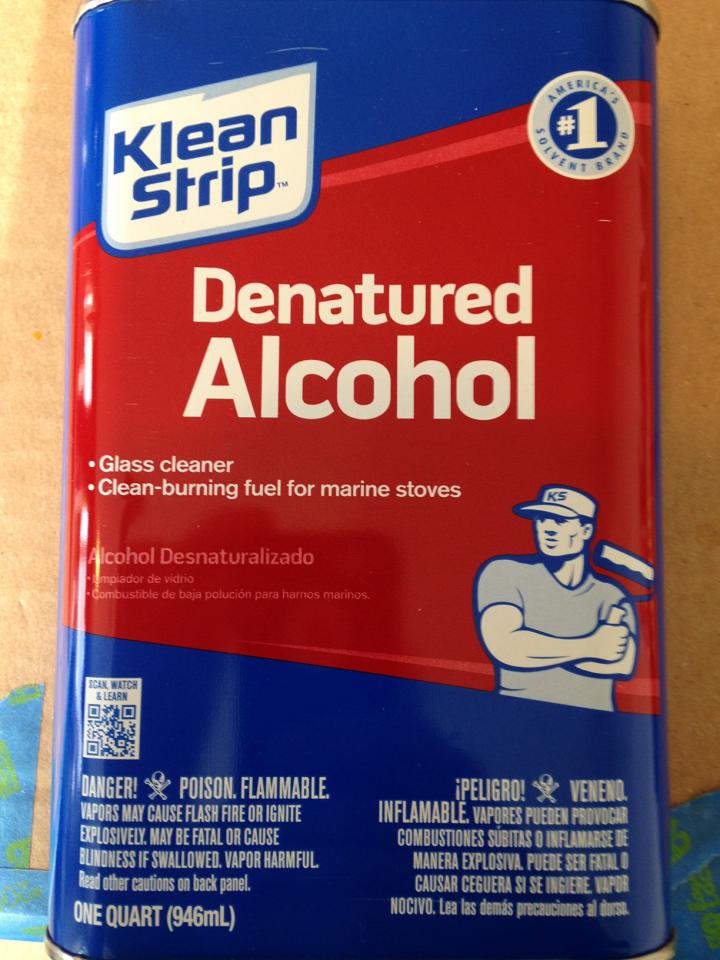 Klean
Strip™
AMERICA'S
#1
SOLVENT BRAND
Denatured
Alcohol
• Glass cleaner
• Clean-burning fuel for marine stoves
KS
Alcohol Desnaturalizado
• Limpiador de vidrio
• Combustible de baja polución para harnos marinos.
SCAN, WATCH
& LEARN
DANGER! POISON. FLAMMABLE.
VAPORS MAY CAUSE FLASH FIRE OR IGNITE
EXPLOSIVELY. MAY BE FATAL OR CAUSE
BLINDNESS IF SWALLOWED. VAPOR HARMFUL.
Read other cautions on back panel.
ONE QUART (946mL)
¡PELIGRO! VENENO.
INFLAMABLE. VAPORES PUEDEN PROVOCAR
COMBUSTIONES SÚBITAS O INFLAMARSE DE
MANERA EXPLOSIVA. PUEDE SER FATAL O
CAUSAR CEGUERA SI SE INGIERE. VAPOR
NOCIVO. Lea las demás precauciones al dorso.